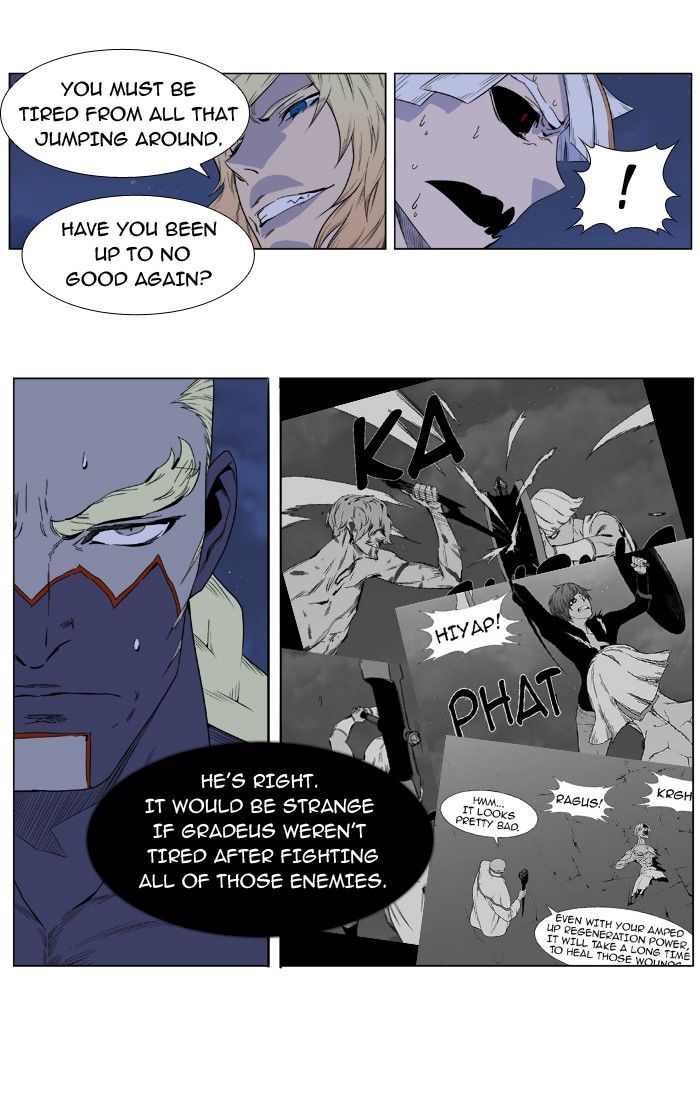 YOU MUST BE
TIRED FROM ALL THAT
JUMPING AROUND.
HAVE YOU BEEN
UP TO NO
GOOD AGAIN?
!
KA
HIYAP!
PHAT
HE'S RIGHT.
IT WOULD BE STRANGE
IF GRADEUS WEREN'T
TIRED AFTER FIGHTING
ALL OF THOSE ENEMIES.
HMM...
IT LOOKS
PRETTY BAD.
RAGUS!
KRGH
EVEN WITH YOUR AMPED
UP REGENERATION POWER,
IT WILL TAKE A LONG TIME
TO HEAL THOSE WOUNDS